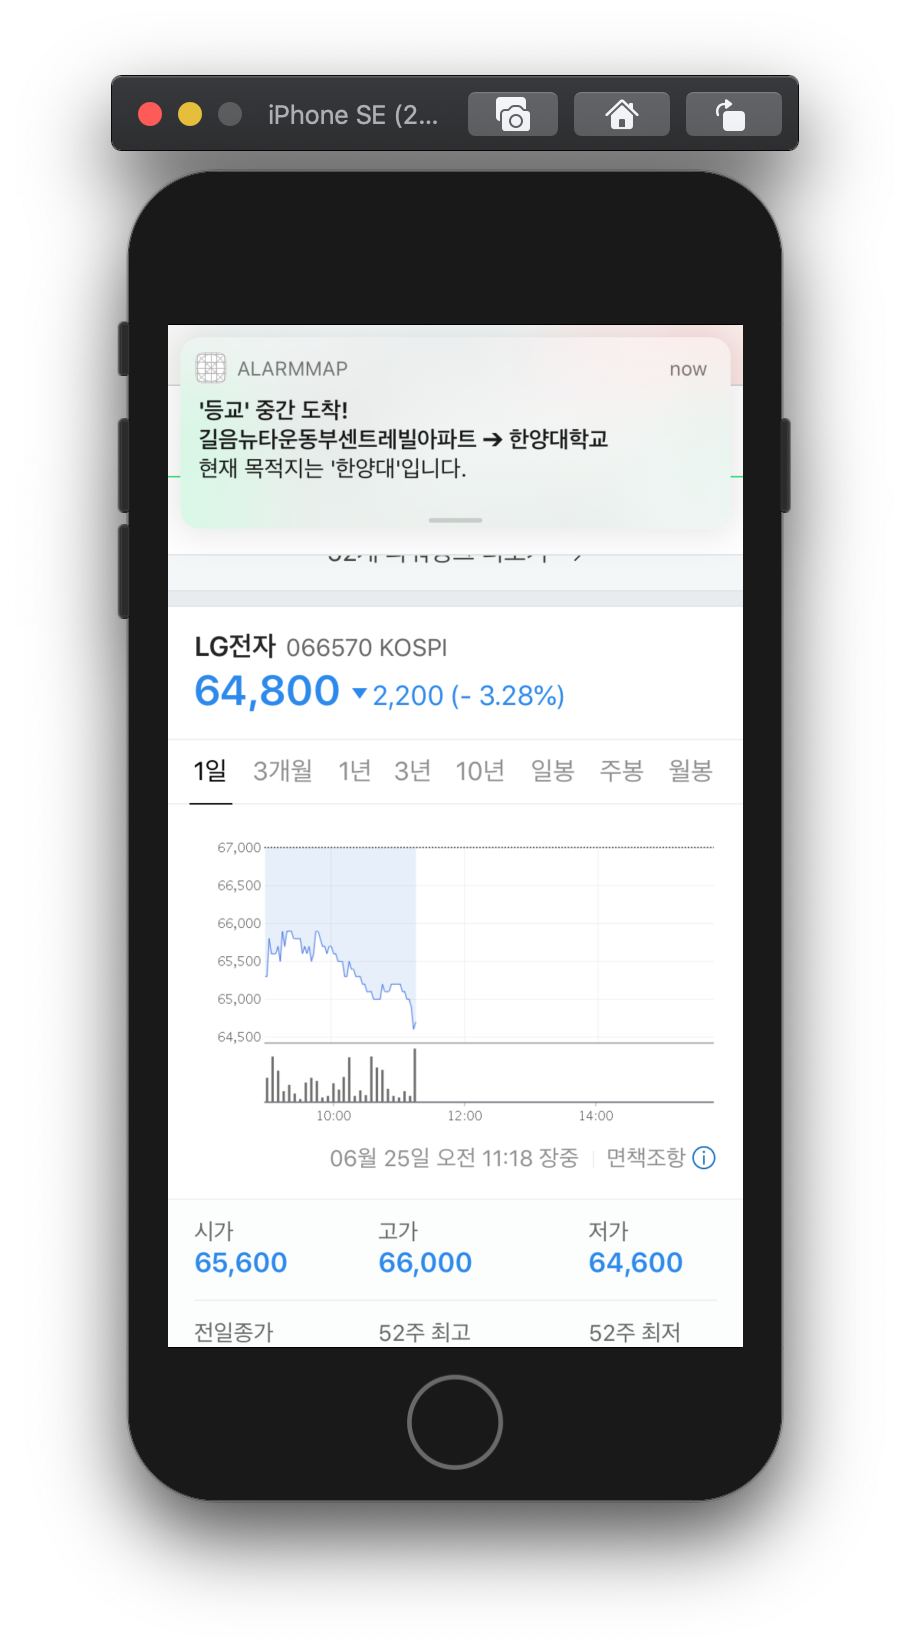 iPhone SE (2...
ALARMMAP now
'등교' 중간 도착!
길음뉴타운동부센트레빌아파트 → 한양대학교
현재 목적지는 '한양대'입니다.
LG전자 066570 KOSPI
64,800 ▼2,200 (- 3.28%)
1일 3개월 1년 3년 10년 일봉 주봉 월봉
67,000
66,500
66,000
65,500
65,000
64,500
10:00 12:00 14:00
06월 25일 오전 11:18 장중 면책조항
시가 고가 저가
65,600 66,000 64,600
전일종가 52주 최고 52주 최저